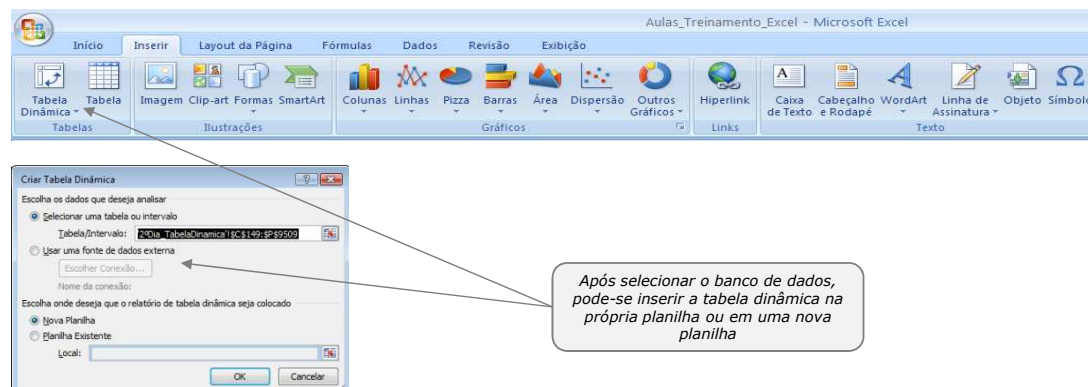 Aulas_Treinamento_Excel - Microsoft Excel
Início Inserir Layout da Página Fórmulas Dados Revisão Exibição
Tabela Dinâmica Tabela Imagem Clip-art Formas SmartArt Colunas Linhas Pizza Barras Área Dispersão Outros Gráficos Hiperlink Caixa de Texto Cabeçalho e Rodapé WordArt Linha de Assinatura Objeto Símbolo
Tabelas Ilustrações Gráficos Links Texto
Criar Tabela Dinâmica
Escolha os dados que deseja analisar
Selecionar uma tabela ou intervalo
Tabela/Intervalo: 2ºDia_TabelaDinamica'!$C$149:$P$9509
Usar uma fonte de dados externa
Escolher Conexão...
Nome da conexão:
Escolha onde deseja que o relatório de tabela dinâmica seja colocado
Nova Planilha
Planilha Existente
Local:
OK Cancelar
Após selecionar o banco de dados,
pode-se inserir a tabela dinâmica na
própria planilha ou em uma nova
planilha